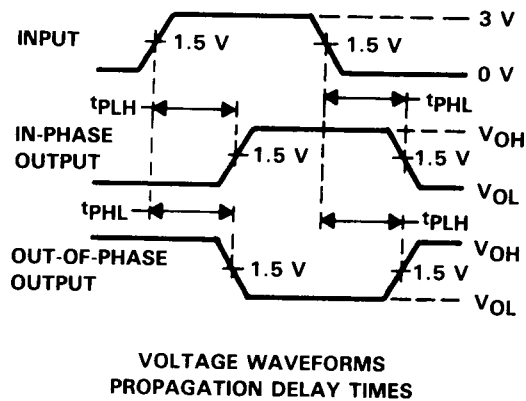 3 V
INPUT
1.5 V
1.5 V
0 V
tPLH
tPHL
IN-PHASE
OUTPUT
VOH
1.5 V
1.5 V
VOL
tPHL
tPLH
OUT-OF-PHASE
OUTPUT
VOH
1.5 V
1.5 V
VOL
VOLTAGE WAVEFORMS
PROPAGATION DELAY TIMES